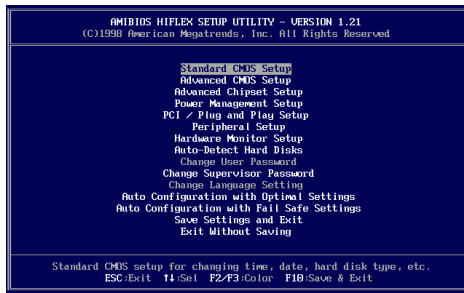 AMIBIOS HIFLEX SETUP UTILITY - VERSION 1.21
(C)1998 American Megatrends, Inc. All Rights Reserved
Standard CMOS Setup
Advanced CMOS Setup
Advanced Chipset Setup
Power Management Setup
PCI / Plug and Play Setup
Peripheral Setup
Hardware Monitor Setup
Auto-Detect Hard Disks
Change User Password
Change Supervisor Password
Change Language Setting
Auto Configuration with Optimal Settings
Auto Configuration with Fail Safe Settings
Save Settings and Exit
Exit Without Saving
Standard CMOS setup for changing time, date, hard disk type, etc.
ESC:Exit ↑↓:Sel F2/F3:Color F10:Save & Exit